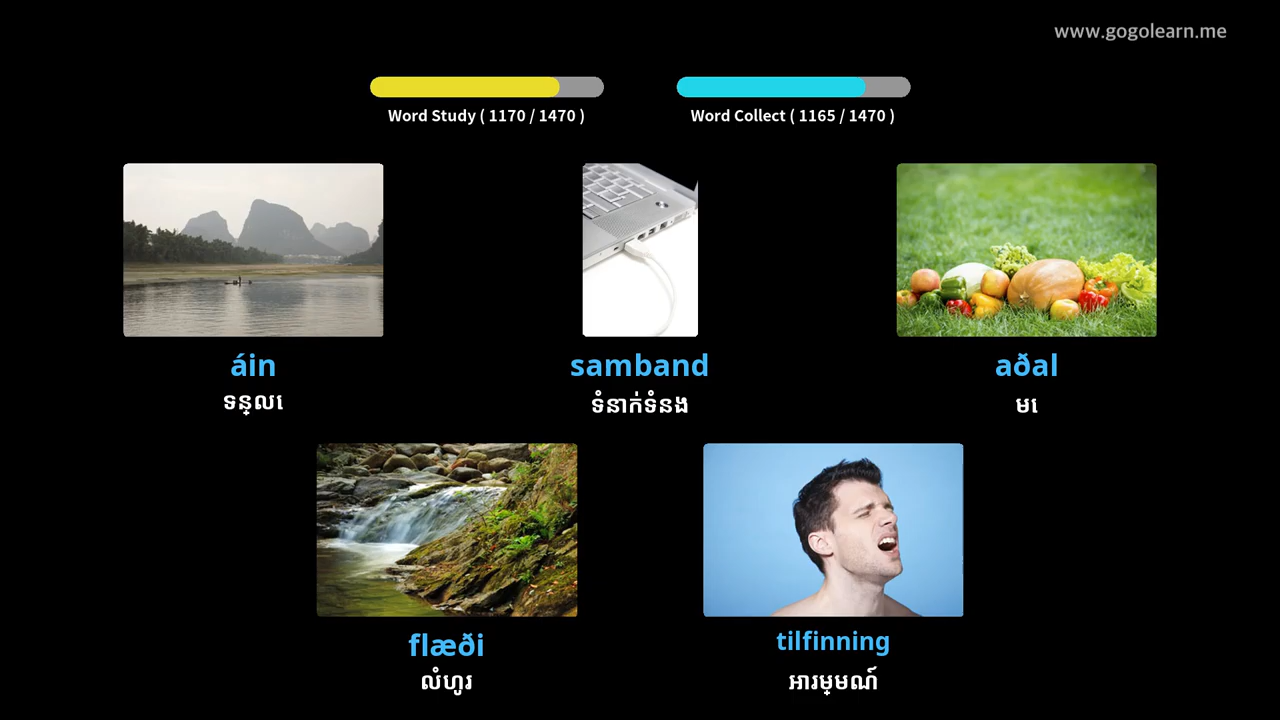 www.gogolearn.me
Word Study ( 1170 / 1470 )
Word Collect ( 1165 / 1470 )
áin
samband
aðal
ទន្លេ
ទំនាក់ទំនង
មេ
flæði
tilfinning
លំហូរ
អារម្មណ៍